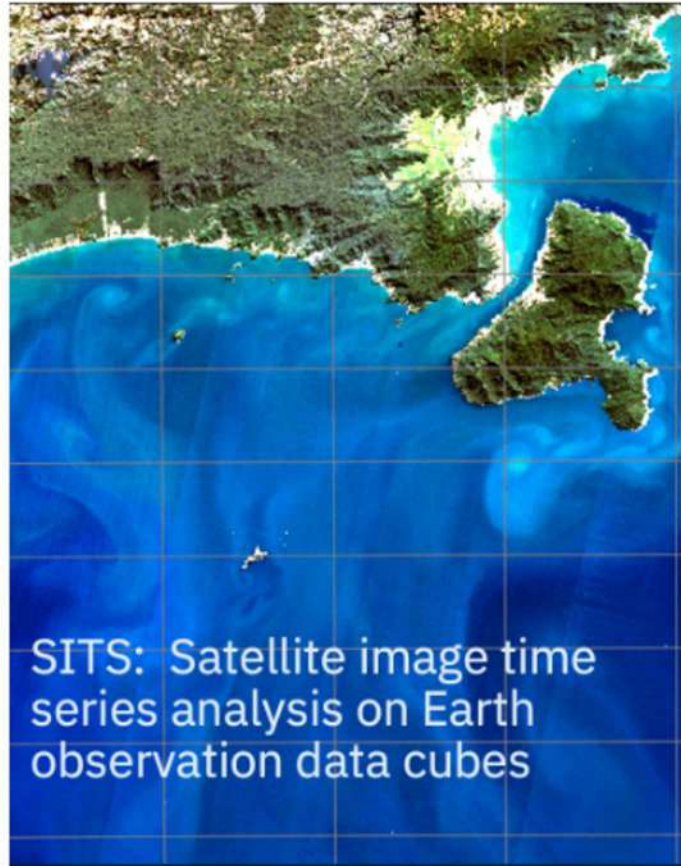 SITS: Satellite image time
series analysis on Earth
observation data cubes